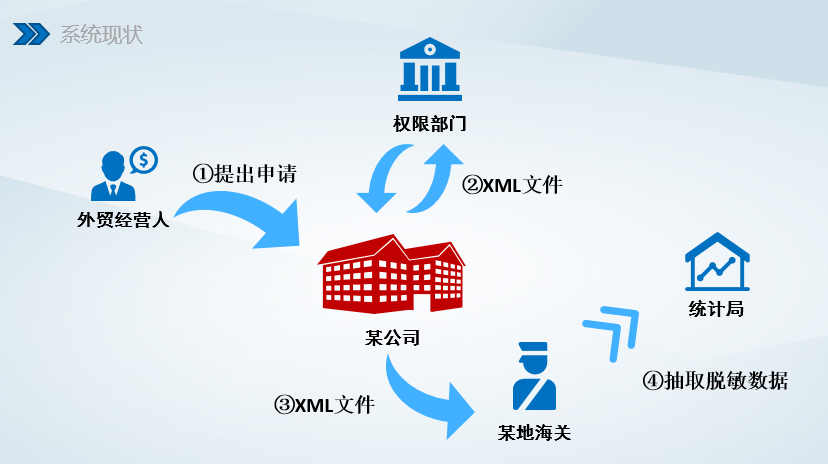 系统现状
权限部门
$
①提出申请
②XML文件
外贸经营人
统计局
某公司
④抽取脱敏数据
③XML文件
某地海关